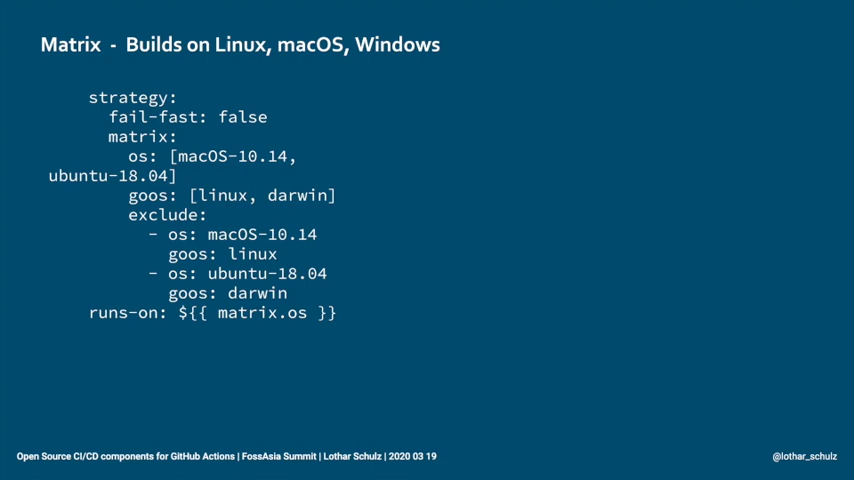 Matrix - Builds on Linux, macOS, Windows
strategy:
fail-fast: false
matrix:
os: [macOS-10.14,
ubuntu-18.04]
goos: [linux, darwin]
exclude:
- os: macOS-10.14
goos: linux
- os: ubuntu-18.04
goos: darwin
runs-on: ${{ matrix.os }}
Open Source CI/CD components for GitHub Actions | FossAsia Summit | Lothar Schulz | 2020 03 19
@lothar_schulz